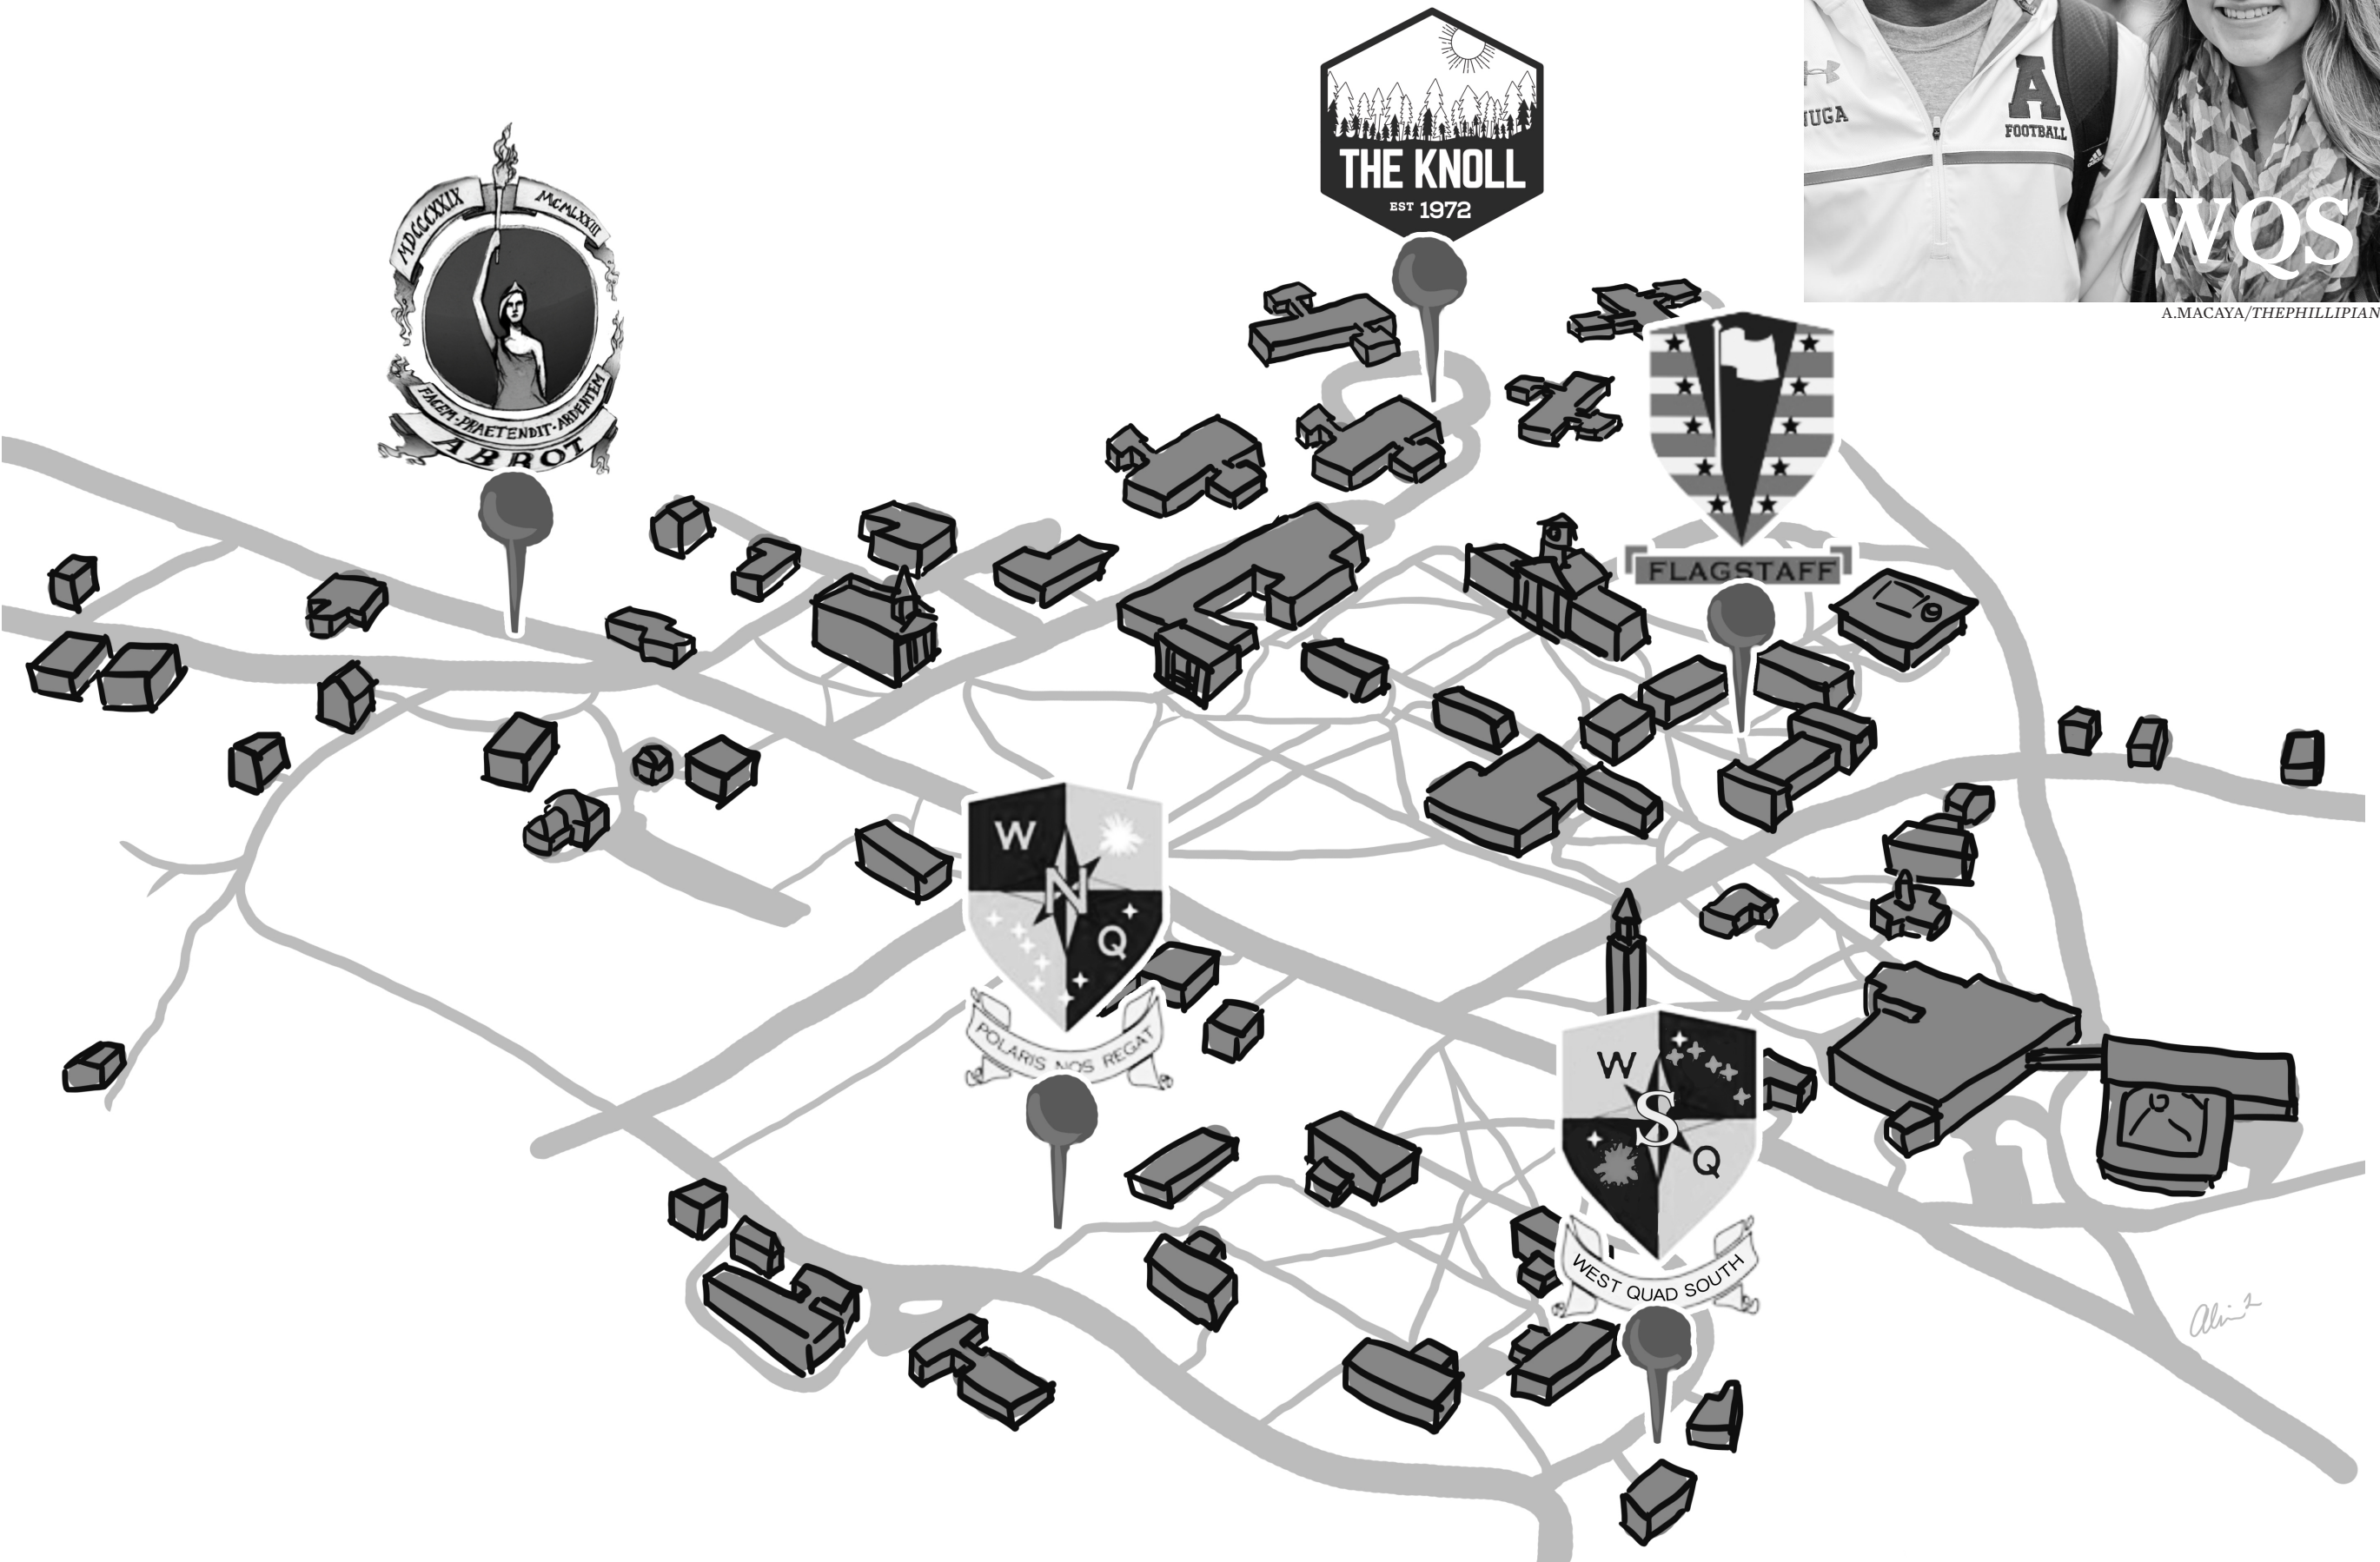 THE KNOLL
EST 1972
UGA
A
FOOTBALL
WQS
A.MACAYA/THEPHILLIPIAN
MDCCCXXIX
MCMLXXIII
FACEM·PRAETENDIT·ARDENTEM
ABBOT
FLAGSTAFF
W
N
Q
POLARIS NOS REGAT
W
S
Q
WEST QUAD SOUTH